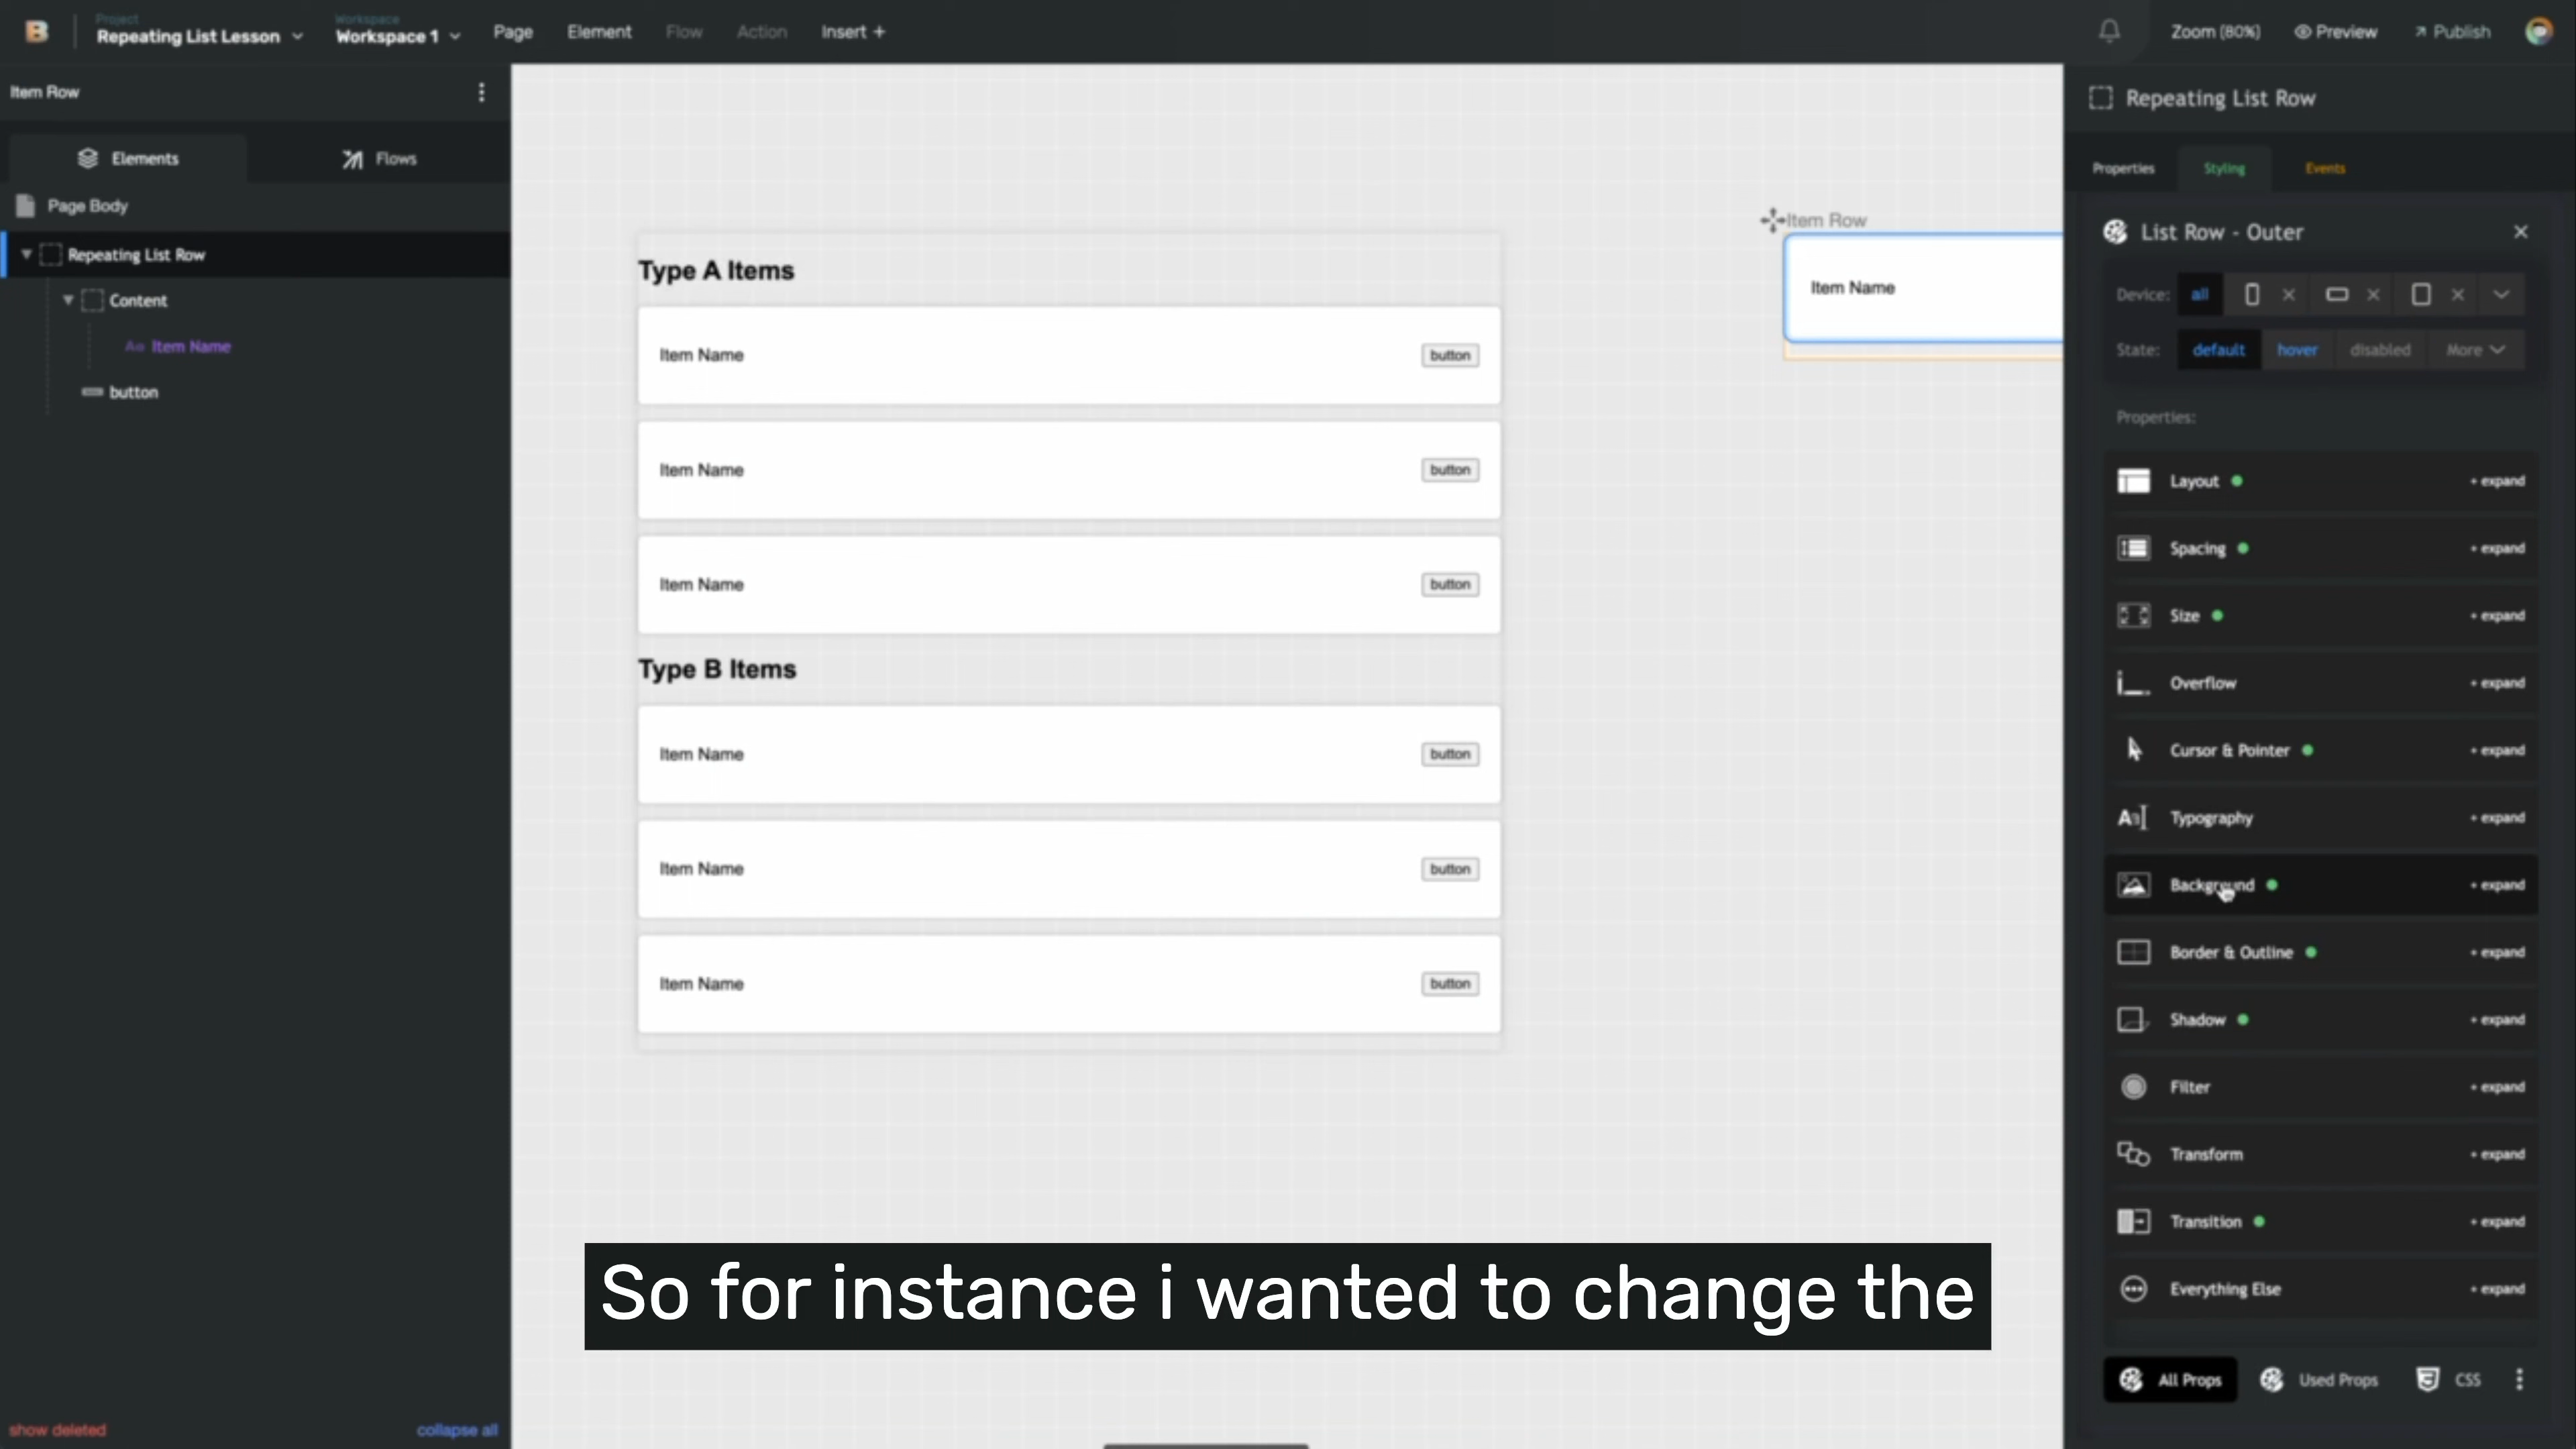 Project
Repeating List Lesson
Workspace
Workspace 1
Page
Element
Flow
Action
Insert +
Zoom (80%)
Preview
Publish
Item Row
Elements
Flows
Page Body
Repeating List Row
Content
Item Name
button
show deleted
collapse all
Type A Items
Item Name button
Item Name button
Item Name button
Type B Items
Item Name button
Item Name button
Item Name button
Item Row
Item Name
So for instance i wanted to change the
Repeating List Row
Properties
Styling
Events
List Row - Outer
Device: all
State: default hover disabled More
Properties:
Layout + expand
Spacing + expand
Size + expand
Overflow + expand
Cursor & Pointer + expand
Typography + expand
Background + expand
Border & Outline + expand
Shadow + expand
Filter + expand
Transform + expand
Transition + expand
Everything Else + expand
All Props
Used Props
CSS